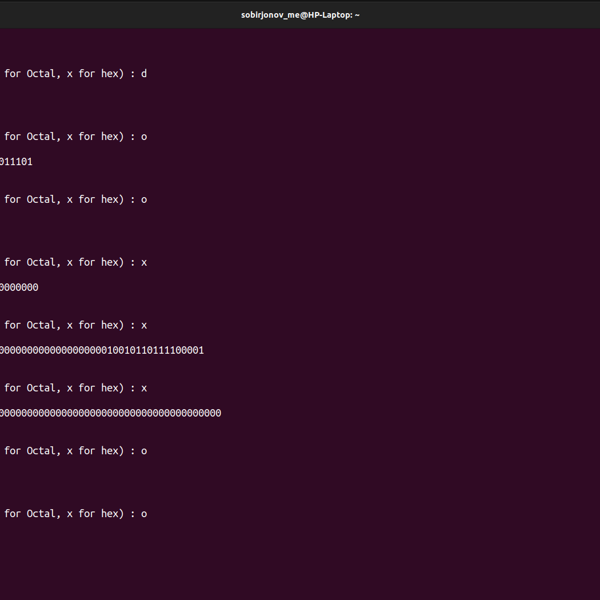 sobirjonov_me@HP-Laptop: ~
for Octal, x for hex) : d
for Octal, x for hex) : o
011101
for Octal, x for hex) : o
for Octal, x for hex) : x
0000000
for Octal, x for hex) : x
0000000000000000000010010110111100001
for Octal, x for hex) : x
0000000000000000000000000000000000000000
for Octal, x for hex) : o
for Octal, x for hex) : o